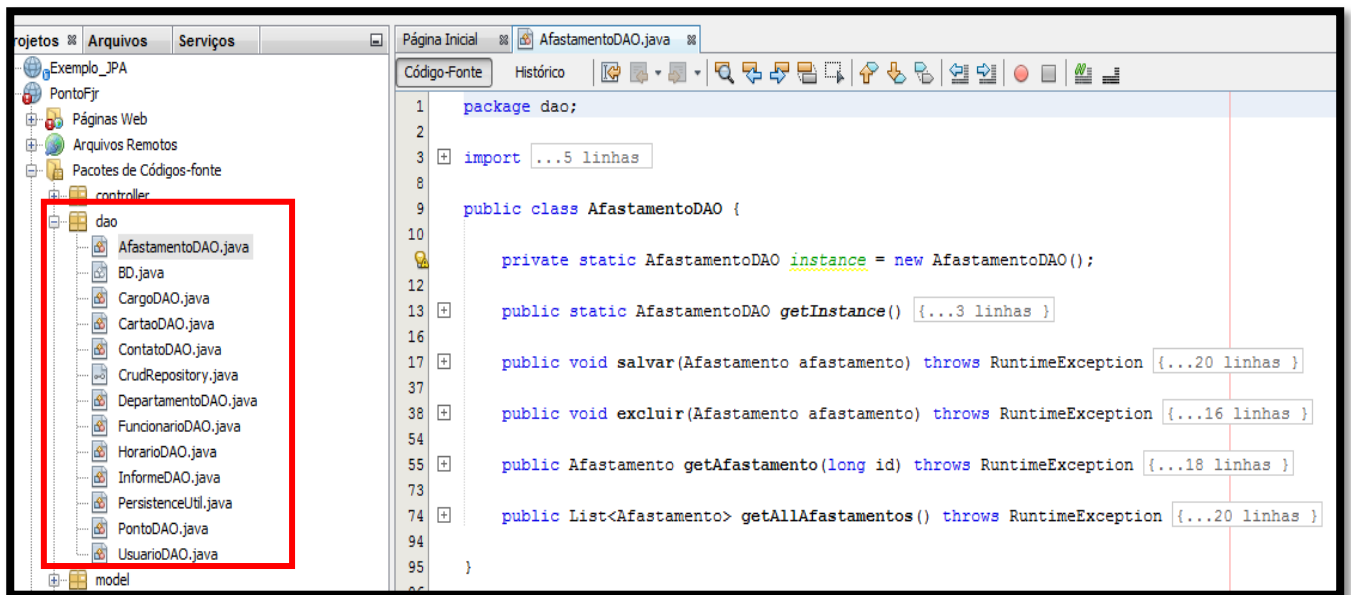 rojetos Arquivos Serviços
Exemplo_JPA
PontoFjr
Páginas Web
Arquivos Remotos
Pacotes de Códigos-fonte
controller
dao
AfastamentoDAO.java
BD.java
CargoDAO.java
CartaoDAO.java
ContatoDAO.java
CrudRepository.java
DepartamentoDAO.java
FuncionarioDAO.java
HorarioDAO.java
InformeDAO.java
PersistenceUtil.java
PontoDAO.java
UsuarioDAO.java
model
Página Inicial AfastamentoDAO.java
Código-Fonte Histórico
1 package dao;
2
3 import ...5 linhas
8
9 public class AfastamentoDAO {
10
private static AfastamentoDAO instance = new AfastamentoDAO();
12
13 public static AfastamentoDAO getInstance() {...3 linhas }
16
17 public void salvar(Afastamento afastamento) throws RuntimeException {...20 linhas }
37
38 public void excluir(Afastamento afastamento) throws RuntimeException {...16 linhas }
54
55 public Afastamento getAfastamento(long id) throws RuntimeException {...18 linhas }
73
74 public List<Afastamento> getAllAfastamentos() throws RuntimeException {...20 linhas }
94
95 }